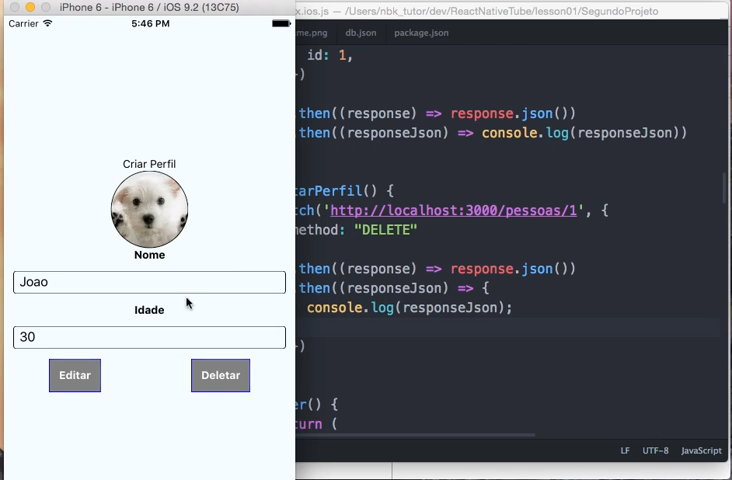 iPhone 6 - iPhone 6 / iOS 9.2 (13C75)
Carrier 5:46 PM
Criar Perfil
Nome
Joao
Idade
30
Editar Deletar
x.ios.js — /Users/nbk_tutor/dev/ReactNativeTube/lesson01/SegundoProjeto
me.png db.json package.json
id: 1,
})
.then((response) => response.json())
.then((responseJson) => console.log(responseJson))
tarPerfil() {
tch('http://localhost:3000/pessoas/1', {
method: "DELETE"
.then((response) => response.json())
.then((responseJson) => {
console.log(responseJson);
})
er() {
turn (
LF UTF-8 JavaScript